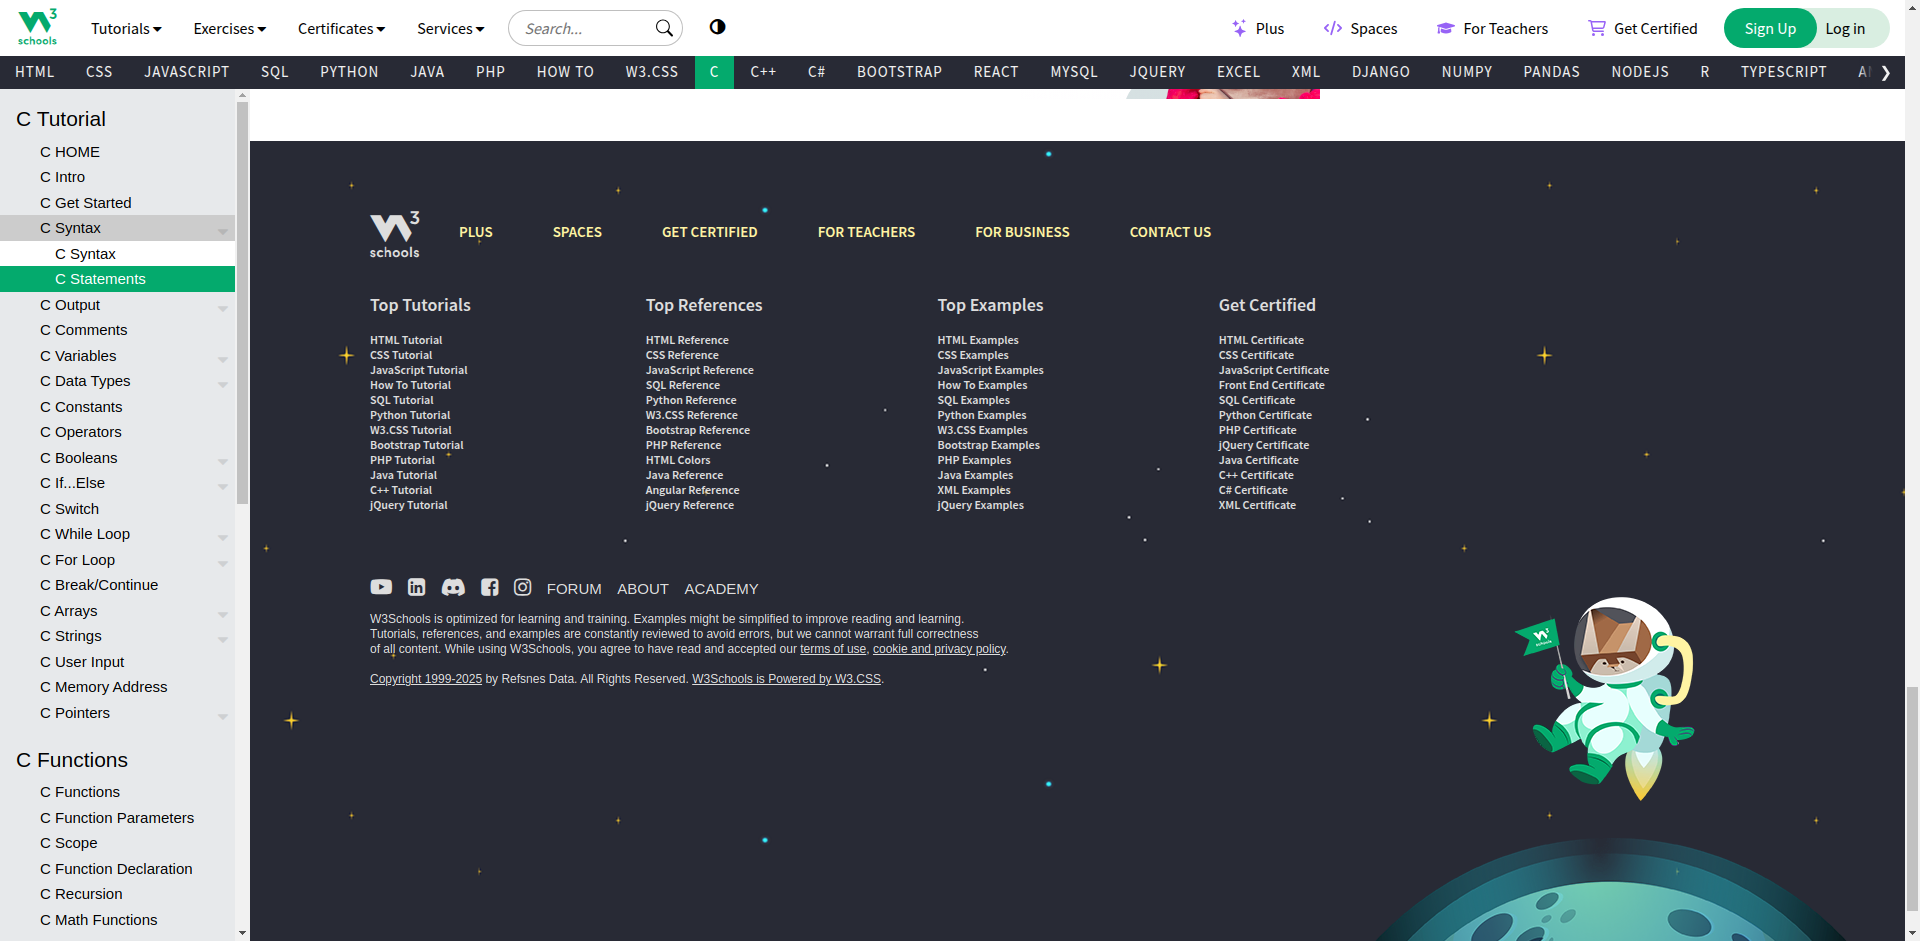 W3 schools
Tutorials Exercises Certificates Services Search... Plus Spaces For Teachers Get Certified Sign Up Log in
HTML CSS JAVASCRIPT SQL PYTHON JAVA PHP HOW TO W3.CSS C C++ C# BOOTSTRAP REACT MYSQL JQUERY EXCEL XML DJANGO NUMPY PANDAS NODEJS R TYPESCRIPT
C Tutorial
C HOME
C Intro
C Get Started
C Syntax
C Syntax
C Statements
C Output
C Comments
C Variables
C Data Types
C Constants
C Operators
C Booleans
C If...Else
C Switch
C While Loop
C For Loop
C Break/Continue
C Arrays
C Strings
C User Input
C Memory Address
C Pointers
C Functions
C Functions
C Function Parameters
C Scope
C Function Declaration
C Recursion
C Math Functions
W3 schools
PLUS SPACES GET CERTIFIED FOR TEACHERS FOR BUSINESS CONTACT US
Top Tutorials
HTML Tutorial
CSS Tutorial
JavaScript Tutorial
How To Tutorial
SQL Tutorial
Python Tutorial
W3.CSS Tutorial
Bootstrap Tutorial
PHP Tutorial
Java Tutorial
C++ Tutorial
jQuery Tutorial
Top References
HTML Reference
CSS Reference
JavaScript Reference
SQL Reference
Python Reference
W3.CSS Reference
Bootstrap Reference
PHP Reference
HTML Colors
Java Reference
Angular Reference
jQuery Reference
Top Examples
HTML Examples
CSS Examples
JavaScript Examples
How To Examples
SQL Examples
Python Examples
W3.CSS Examples
Bootstrap Examples
PHP Examples
Java Examples
XML Examples
jQuery Examples
Get Certified
HTML Certificate
CSS Certificate
JavaScript Certificate
Front End Certificate
SQL Certificate
Python Certificate
PHP Certificate
jQuery Certificate
Java Certificate
C++ Certificate
C# Certificate
XML Certificate
FORUM ABOUT ACADEMY
W3Schools is optimized for learning and training. Examples might be simplified to improve reading and learning.
Tutorials, references, and examples are constantly reviewed to avoid errors, but we cannot warrant full correctness
of all content. While using W3Schools, you agree to have read and accepted our terms of use, cookie and privacy policy.
Copyright 1999-2025 by Refsnes Data. All Rights Reserved. W3Schools is Powered by W3.CSS.
W3 schools